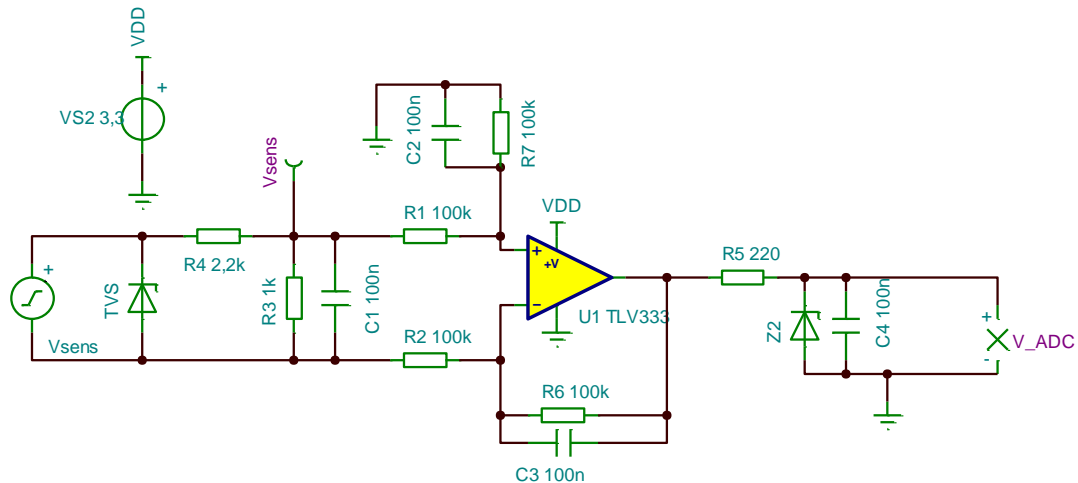 VDD
+
VS2 3,3
C2 100n
R7 100k
Vsens
R1 100k
VDD
R4 2,2k
+
+V
R5 220
+
TVS
R3 1k
C1 100n
U1 TLV333
Z2
C4 100n
+
V_ADC
-
Vsens
R2 100k
R6 100k
C3 100n